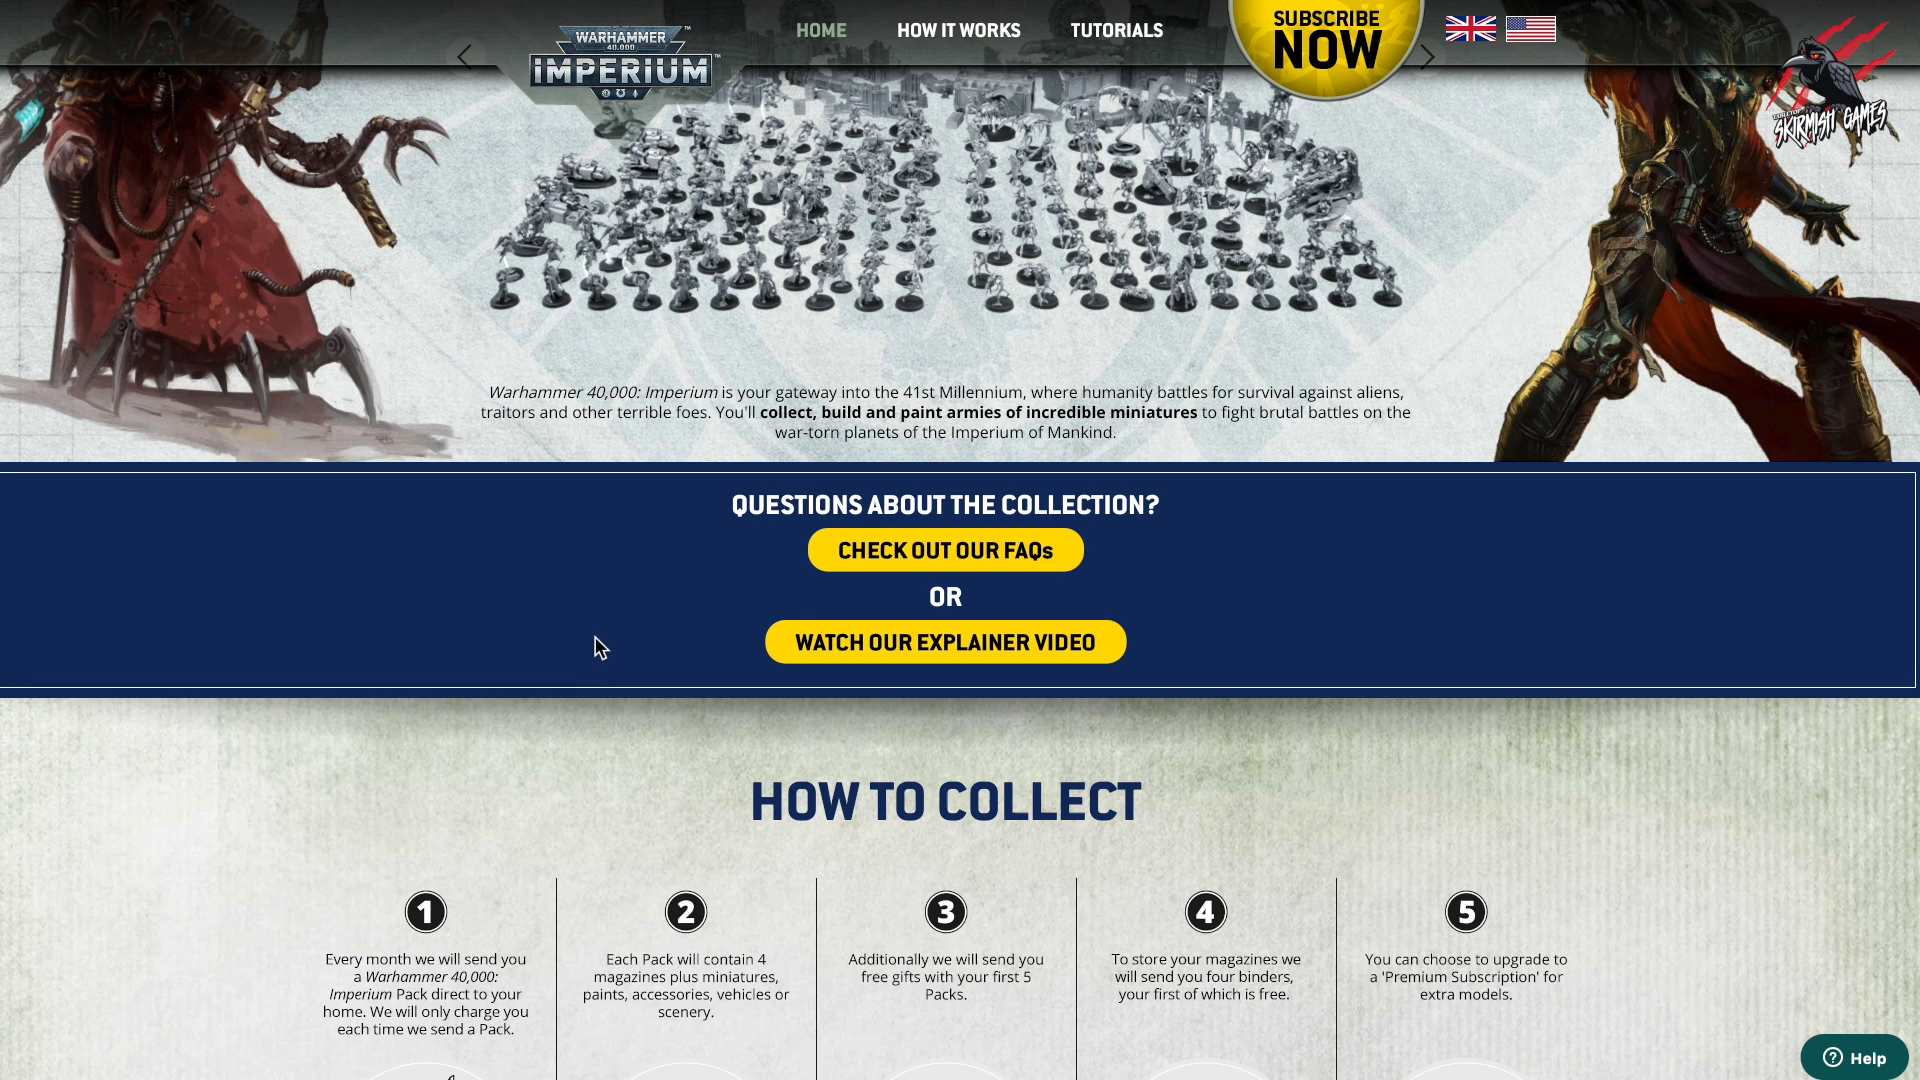 WARHAMMER
40,000
IMPERIUM
HOME
HOW IT WORKS
TUTORIALS
SUBSCRIBE
NOW
SKIRMISH GAMES
Warhammer 40,000: Imperium is your gateway into the 41st Millennium, where humanity battles for survival against aliens,
traitors and other terrible foes. You'll collect, build and paint armies of incredible miniatures to fight brutal battles on the
war-torn planets of the Imperium of Mankind.
QUESTIONS ABOUT THE COLLECTION?
CHECK OUT OUR FAQs
OR
WATCH OUR EXPLAINER VIDEO
HOW TO COLLECT
1
Every month we will send you
a Warhammer 40,000:
Imperium Pack direct to your
home. We will only charge you
each time we send a Pack.
2
Each Pack will contain 4
magazines plus miniatures,
paints, accessories, vehicles or
scenery.
3
Additionally we will send you
free gifts with your first 5
Packs.
4
To store your magazines we
will send you four binders,
your first of which is free.
5
You can choose to upgrade to
a 'Premium Subscription' for
extra models.
Help